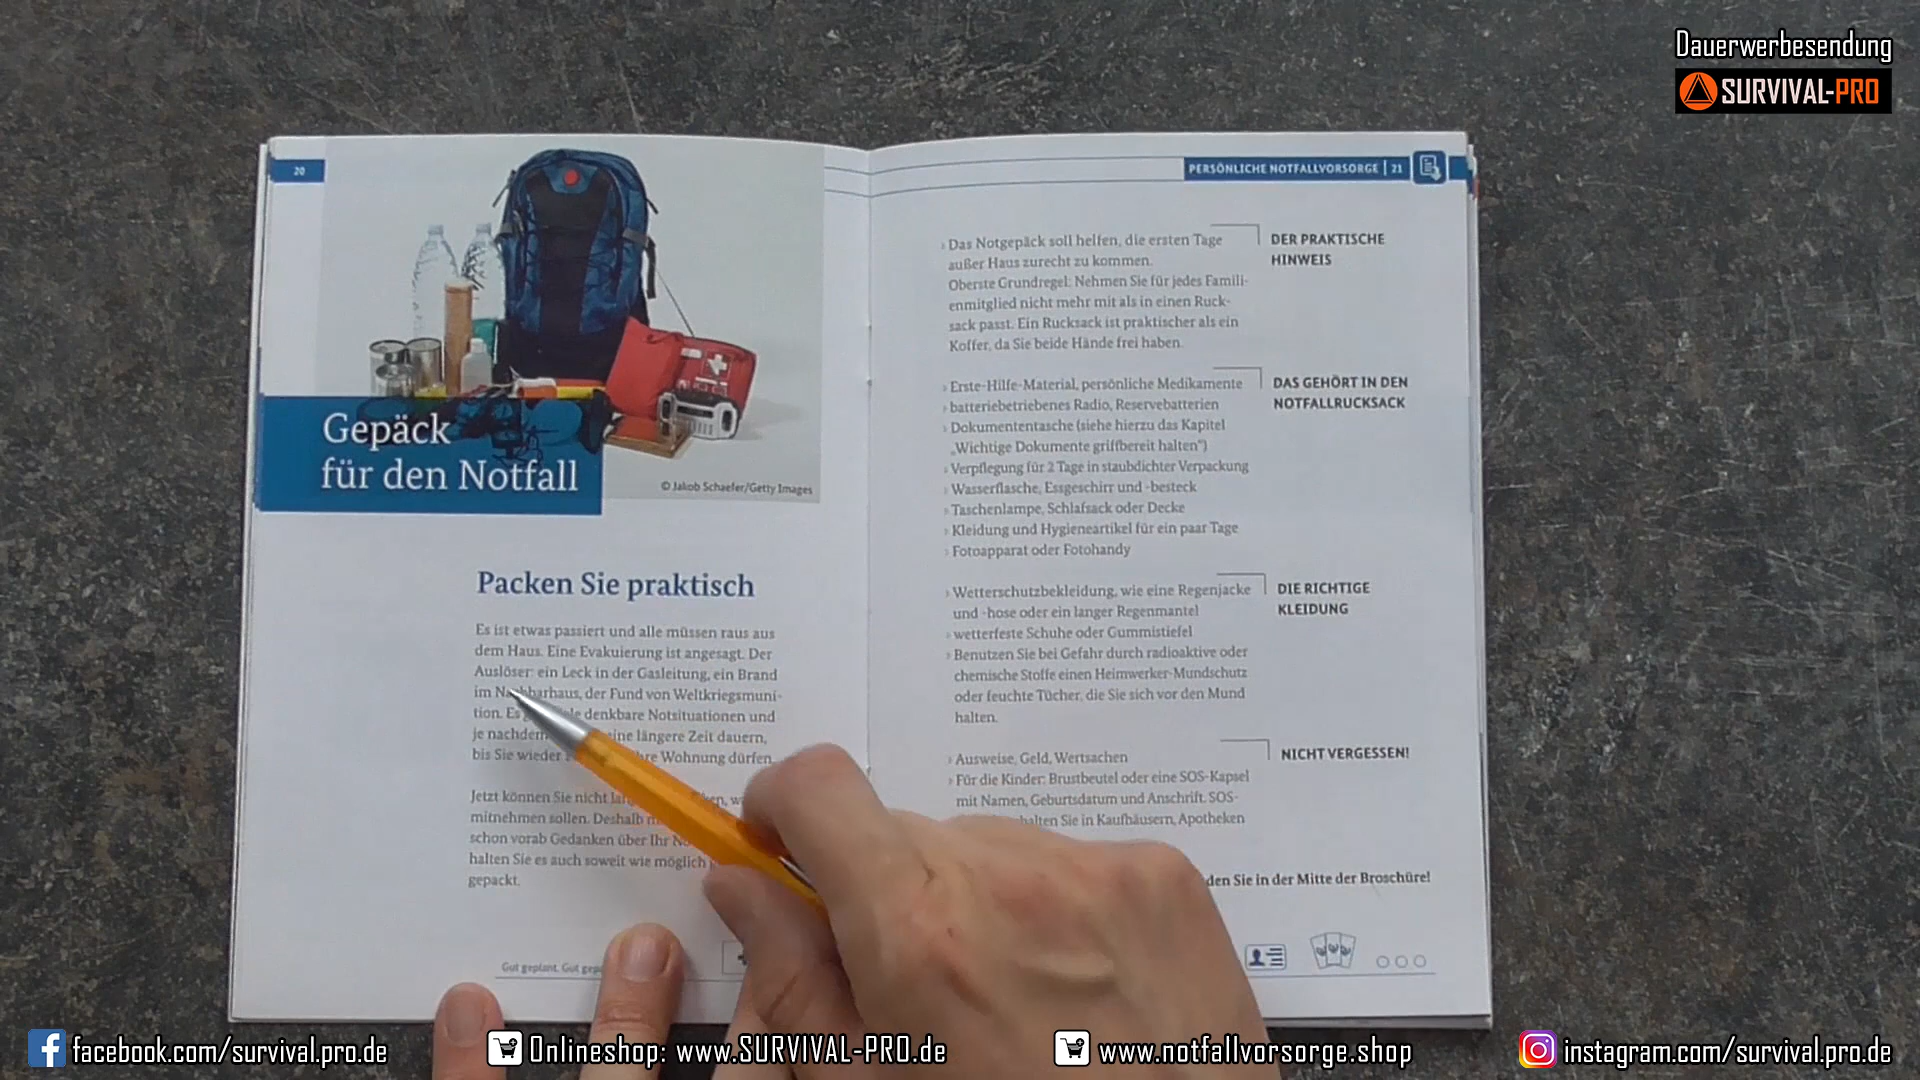 Dauerwerbesendung
SURVIVAL-PRO
20
Gepäck
für den Notfall
© Jakob Schaefer/Getty Images
Packen Sie praktisch
Es ist etwas passiert und alle müssen raus aus
dem Haus. Eine Evakuierung ist angesagt. Der
Auslöser: ein Leck in der Gasleitung, ein Brand
im Nachbarhaus, der Fund von Weltkriegsmuni-
tion. Es denkbare Notsituationen und
je nachdem eine längere Zeit dauern,
bis Sie wieder Wohnung dürfen.
Jetzt können Sie nicht
mitnehmen sollen. Deshalb
schon vorab Gedanken über Ihr
halten Sie es auch soweit wie möglich
gepackt.
Gut geplant. Gut
PERSÖNLICHE NOTFALLVORSORGE | 21
DER PRAKTISCHE
HINWEIS
› Das Notgepäck soll helfen, die ersten Tage
außer Haus zurecht zu kommen.
Oberste Grundregel: Nehmen Sie für jedes Famili-
enmitglied nicht mehr mit als in einen Ruck-
sack passt. Ein Rucksack ist praktischer als ein
Koffer, da Sie beide Hände frei haben.
DAS GEHÖRT IN DEN
NOTFALLRUCKSACK
› Erste-Hilfe-Material, persönliche Medikamente
› batteriebetriebenes Radio, Reservebatterien
› Dokumententasche (siehe hierzu das Kapitel
„Wichtige Dokumente griffbereit halten“)
› Verpflegung für 2 Tage in staubdichter Verpackung
› Wasserflasche, Essgeschirr und -besteck
› Taschenlampe, Schlafsack oder Decke
› Kleidung und Hygieneartikel für ein paar Tage
› Fotoapparat oder Fotohandy
DIE RICHTIGE
KLEIDUNG
› Wetterschutzbekleidung, wie eine Regenjacke
und -hose oder ein langer Regenmantel
› wetterfeste Schuhe oder Gummistiefel
› Benutzen Sie bei Gefahr durch radioaktive oder
chemische Stoffe einen Heimwerker-Mundschutz
oder feuchte Tücher, die Sie sich vor den Mund
halten.
NICHT VERGESSEN!
› Ausweise, Geld, Wertsachen
› Für die Kinder: Brustbeutel oder eine SOS-Kapsel
mit Namen, Geburtsdatum und Anschrift. SOS-
Sie in Kaufhäusern, Apotheken
Sie in der Mitte der Broschüre!
facebook.com/survival.pro.de
Onlineshop: www.SURVIVAL-PRO.de
www.notfallvorsorge.shop
instagram.com/survival.pro.de